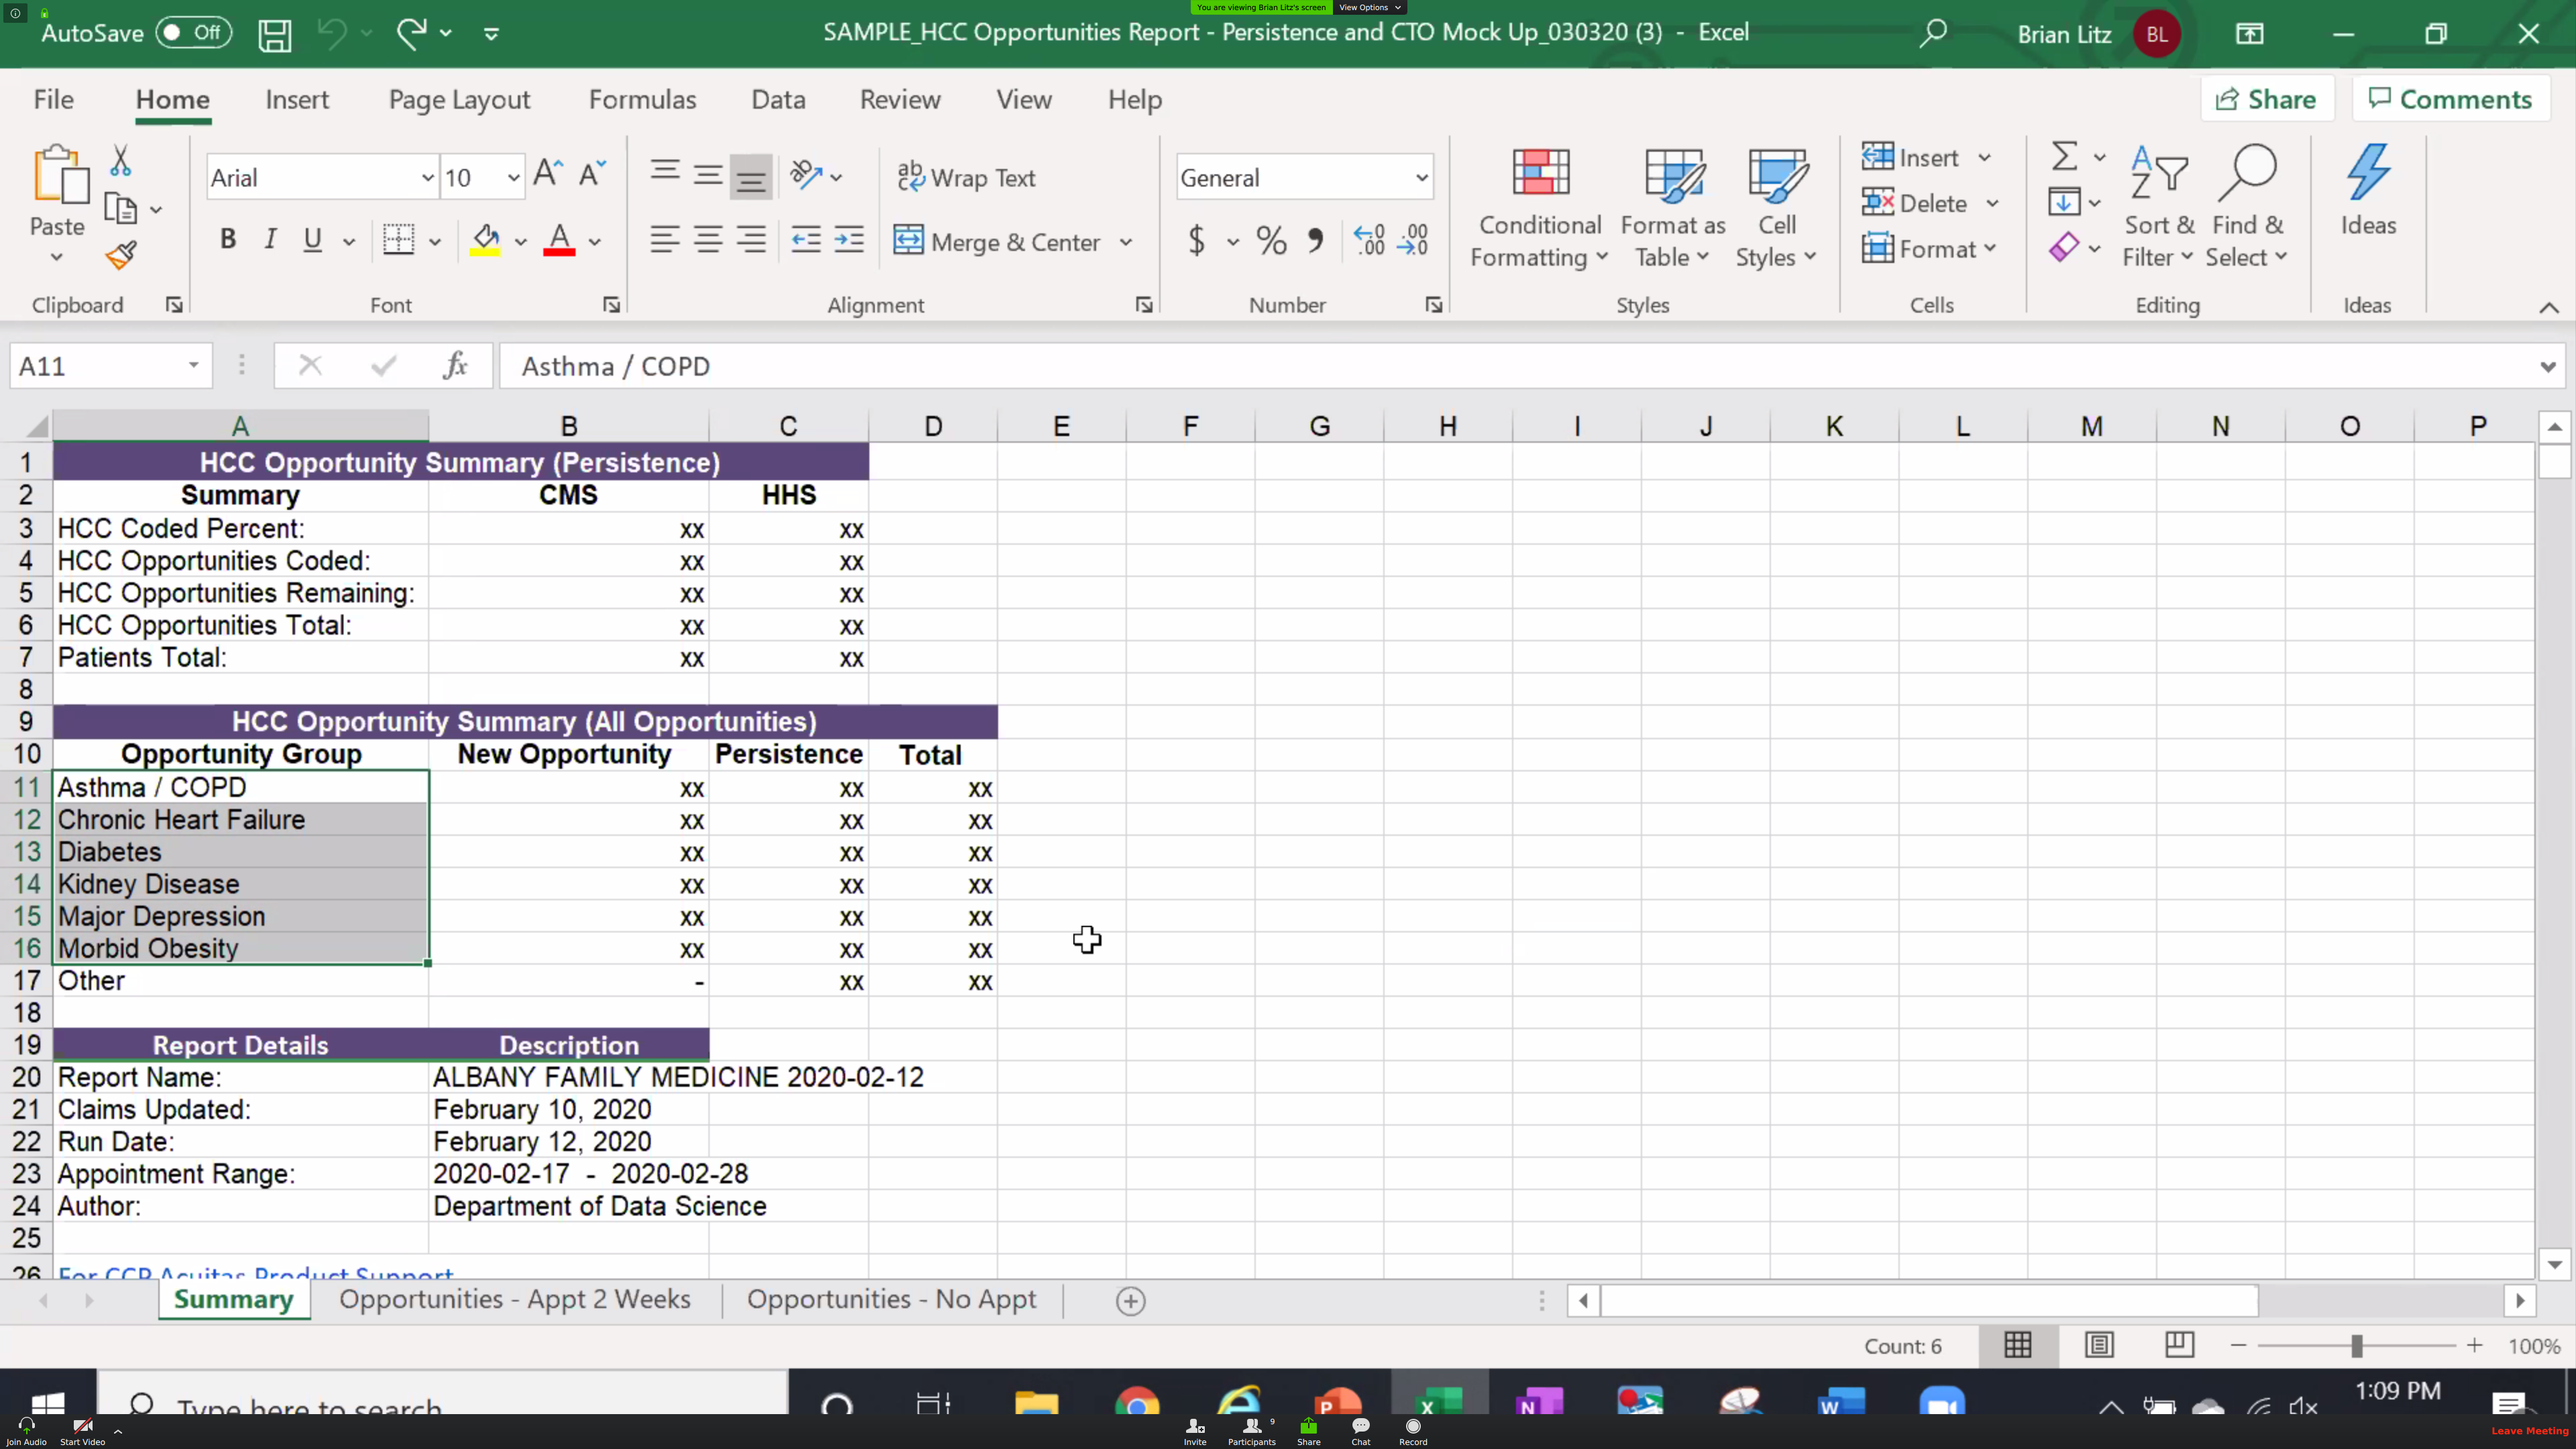 You are viewing Brian Litz's screen View Options
AutoSave Off SAMPLE_HCC Opportunities Report - Persistence and CTO Mock Up_030320 (3) - Excel Brian Litz BL
File Home Insert Page Layout Formulas Data Review View Help Share Comments
Arial 10 Wrap Text General Insert
Paste Delete
B I U Merge & Center $ % Conditional Formatting Format as Table Cell Styles Format Sort & Filter Find & Select Ideas
Clipboard Font Alignment Number Styles Cells Editing Ideas
A11 fx Asthma / COPD
A B C D E F G H I J K L M N O P
1 HCC Opportunity Summary (Persistence)
2 Summary CMS HHS
3 HCC Coded Percent: xx xx
4 HCC Opportunities Coded: xx xx
5 HCC Opportunities Remaining: xx xx
6 HCC Opportunities Total: xx xx
7 Patients Total: xx xx
8
9 HCC Opportunity Summary (All Opportunities)
10 Opportunity Group New Opportunity Persistence Total
11 Asthma / COPD xx xx xx
12 Chronic Heart Failure xx xx xx
13 Diabetes xx xx xx
14 Kidney Disease xx xx xx
15 Major Depression xx xx xx
16 Morbid Obesity xx xx xx
17 Other - xx xx
18
19 Report Details Description
20 Report Name: ALBANY FAMILY MEDICINE 2020-02-12
21 Claims Updated: February 10, 2020
22 Run Date: February 12, 2020
23 Appointment Range: 2020-02-17 - 2020-02-28
24 Author: Department of Data Science
25
26 For CCP Acuitas Product Support
Summary Opportunities - Appt 2 Weeks Opportunities - No Appt
Count: 6 100%
Type here to search 1:09 PM
Join Audio Start Video Invite Participants 9 Share Chat Record Leave Meeting